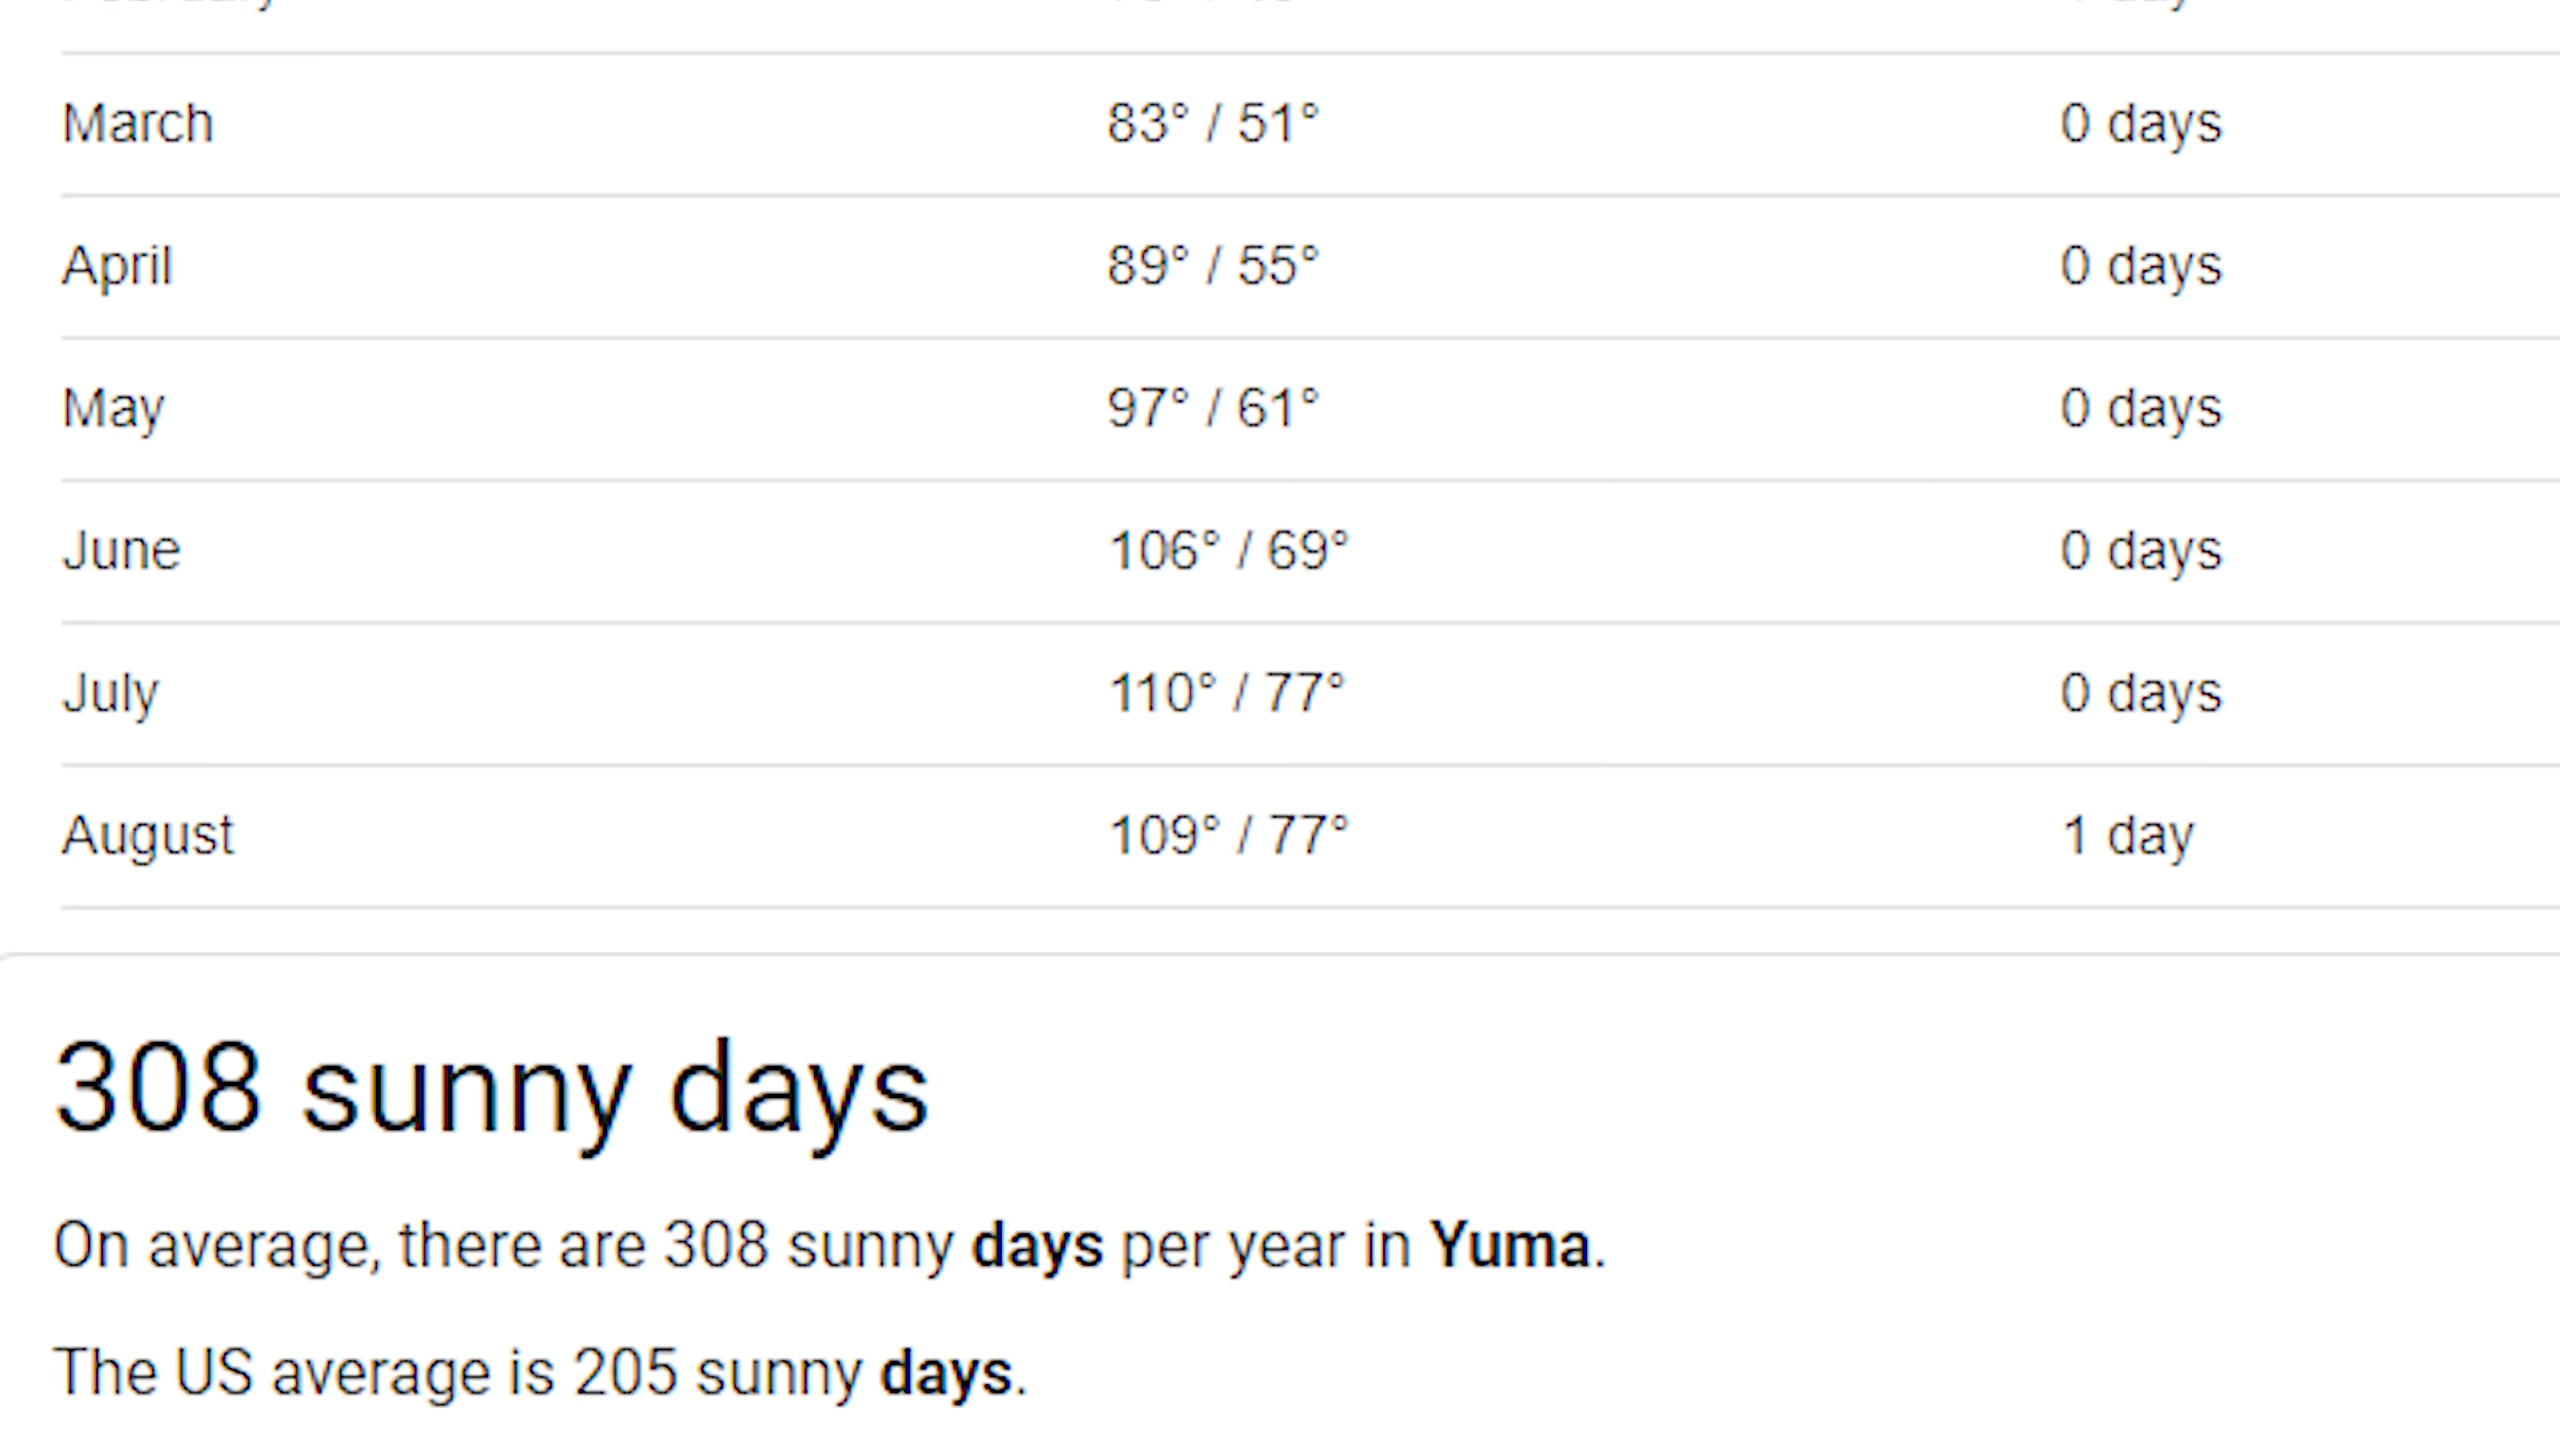 March 83° / 51° 0 days
April 89° / 55° 0 days
May 97° / 61° 0 days
June 106° / 69° 0 days
July 110° / 77° 0 days
August 109° / 77° 1 day
308 sunny days
On average, there are 308 sunny days per year in Yuma.
The US average is 205 sunny days.